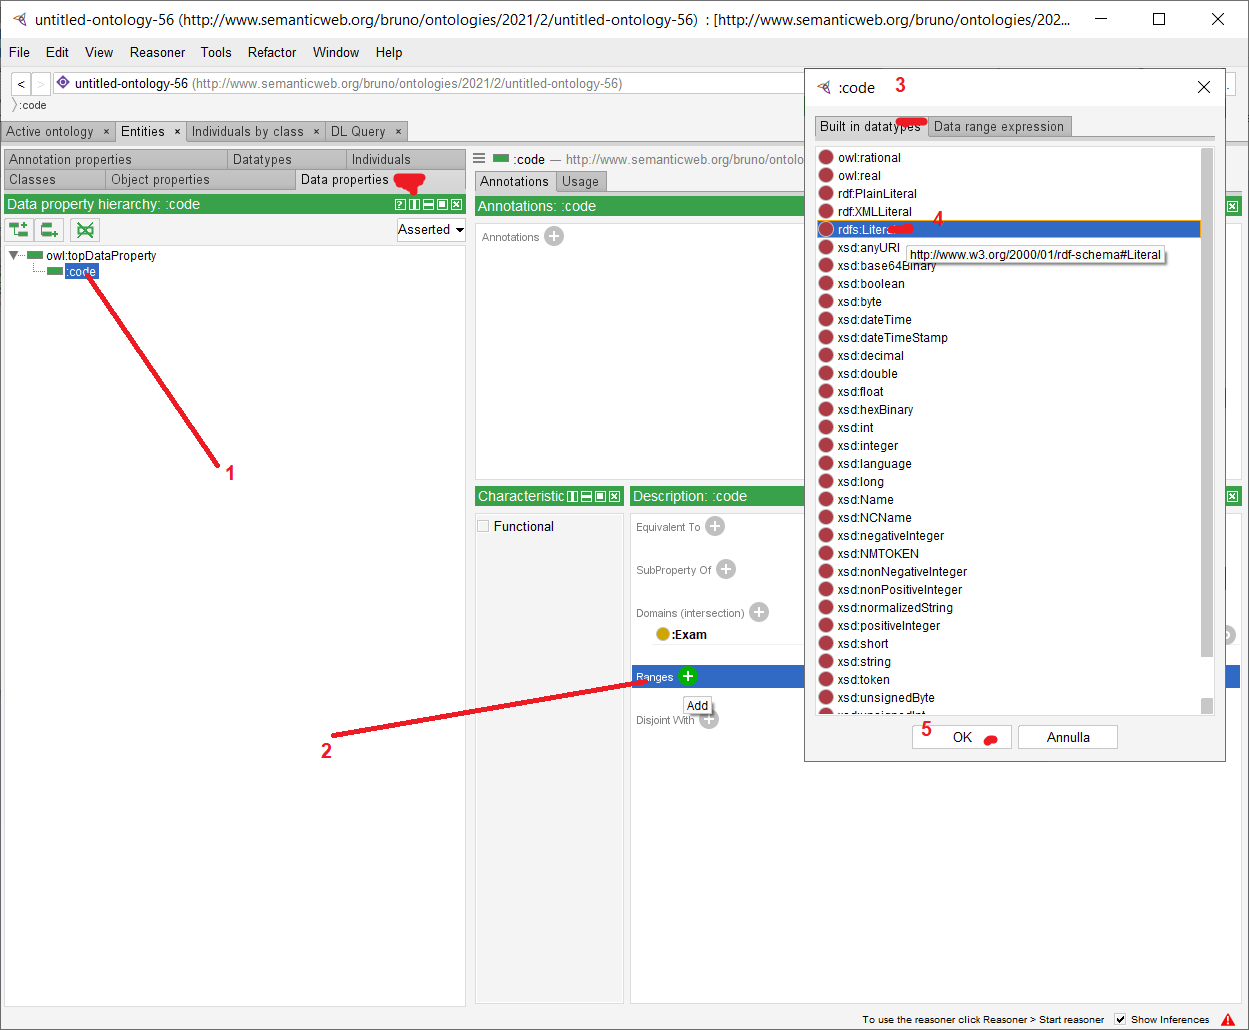 untitled-ontology-56 (http://www.semanticweb.org/bruno/ontologies/2021/2/untitled-ontology-56) : [http://www.semanticweb.org/bruno/ontologies/202...
File Edit View Reasoner Tools Refactor Window Help
< > untitled-ontology-56 (http://www.semanticweb.org/bruno/ontologies/2021/2/untitled-ontology-56)
:code
Active ontology × Entities × Individuals by class × DL Query ×
Annotation properties Datatypes Individuals
Classes Object properties Data properties
Data property hierarchy: :code
Asserted
owl:topDataProperty
:code
1
:code — http://www.semanticweb.org/bruno/ontolo
Annotations Usage
Annotations: :code
Annotations
Characteristic
Functional
Description: :code
Equivalent To
SubProperty Of
Domains (intersection)
:Exam
Ranges
Add
Disjoint With
2
:code 3
Built in datatypes Data range expression
owl:rational
owl:real
rdf:PlainLiteral
rdf:XMLLiteral
4
rdfs:Litera
xsd:anyURI
http://www.w3.org/2000/01/rdf-schema#Literal
xsd:base64Binary
xsd:boolean
xsd:byte
xsd:dateTime
xsd:dateTimeStamp
xsd:decimal
xsd:double
xsd:float
xsd:hexBinary
xsd:int
xsd:integer
xsd:language
xsd:long
xsd:Name
xsd:NCName
xsd:negativeInteger
xsd:NMTOKEN
xsd:nonNegativeInteger
xsd:nonPositiveInteger
xsd:normalizedString
xsd:positiveInteger
xsd:short
xsd:string
xsd:token
xsd:unsignedByte
xsd:unsignedInt
5 OK Annulla
To use the reasoner click Reasoner > Start reasoner Show Inferences